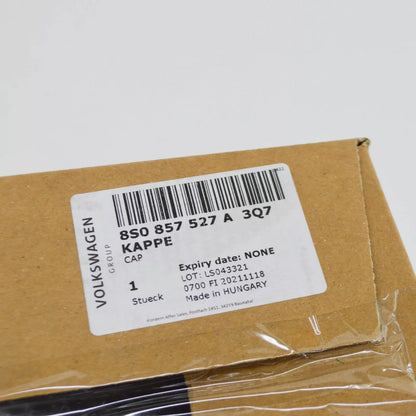 VOLKSWAGEN
GROUP
8S0 857 527 A 3Q7
KAPPE
CAP
1
Stueck
Expiry date: NONE
LOT: LS043321
0700 FI 20211118
Made in HUNGARY